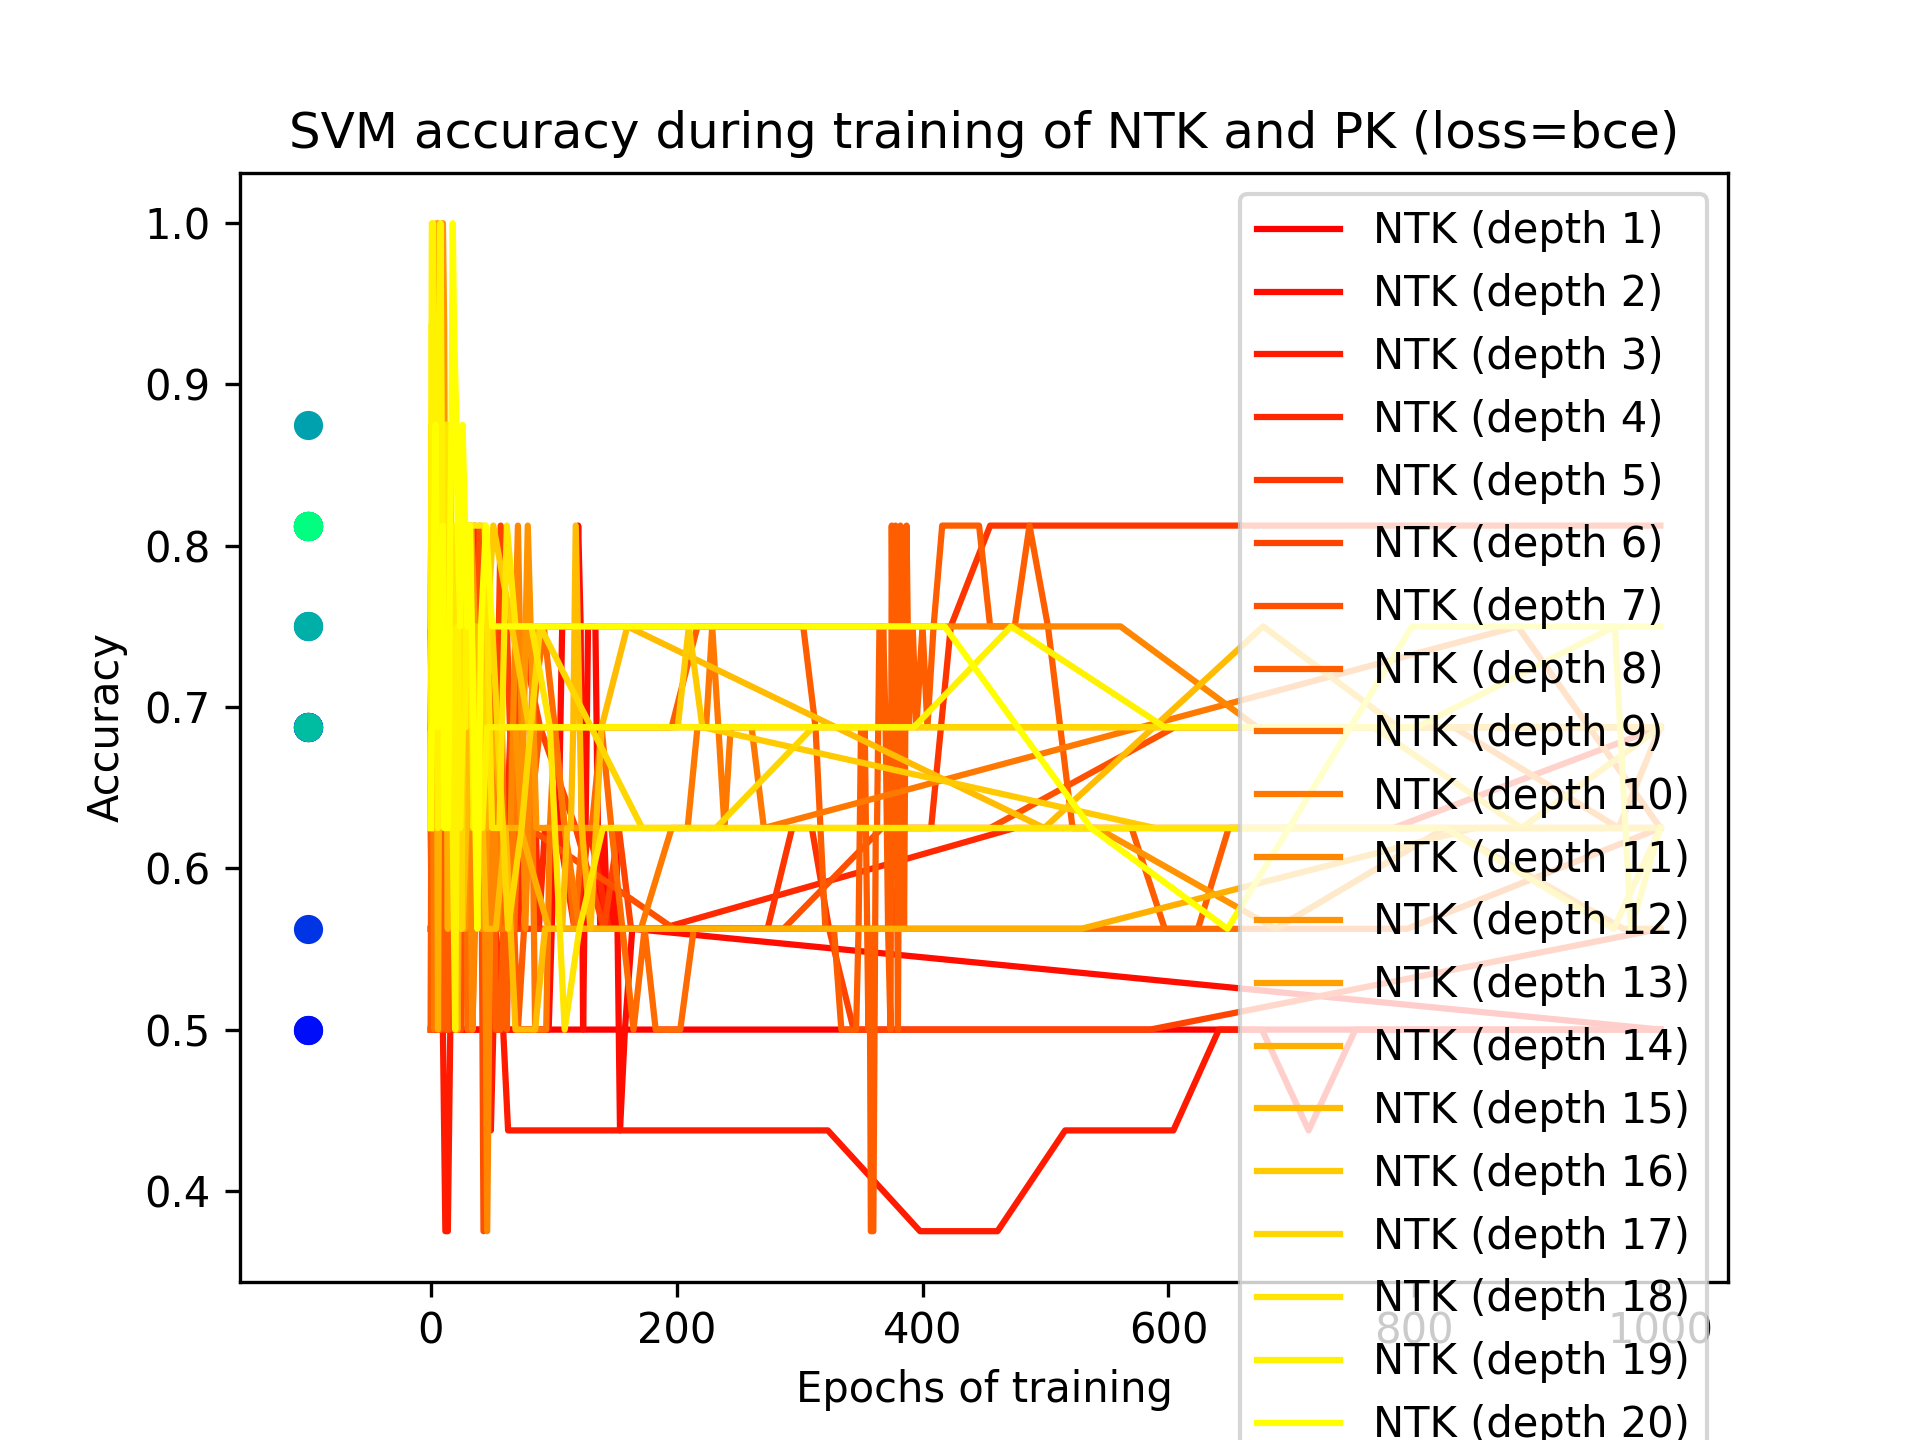 SVM accuracy during training of NTK and PK (loss=bce)
Accuracy
1.0
0.9
0.8
0.7
0.6
0.5
0.4
0
200
400
600
800
1000
Epochs of training
NTK (depth 1)
NTK (depth 2)
NTK (depth 3)
NTK (depth 4)
NTK (depth 5)
NTK (depth 6)
NTK (depth 7)
NTK (depth 8)
NTK (depth 9)
NTK (depth 10)
NTK (depth 11)
NTK (depth 12)
NTK (depth 13)
NTK (depth 14)
NTK (depth 15)
NTK (depth 16)
NTK (depth 17)
NTK (depth 18)
NTK (depth 19)
NTK (depth 20)